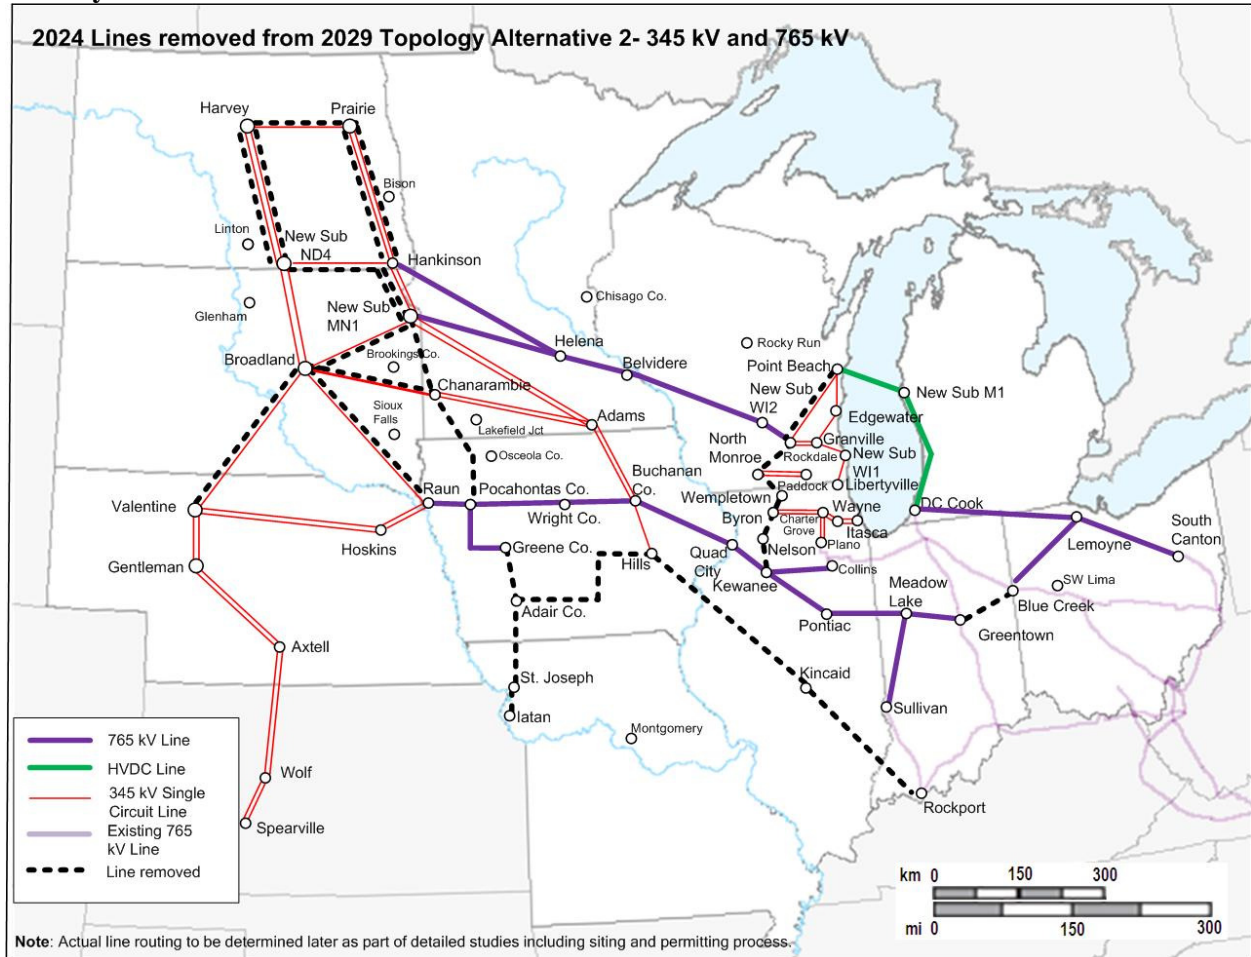 2024 Lines removed from 2029 Topology Alternative 2- 345 kV and 765 kV
Harvey
Prairie
Bison
Linton
New Sub
ND4
Hankinson
Glenham
New Sub
MN1
Chisago Co.
Helena
Rocky Run
Broadland
Brookings Co.
Belvidere
Point Beach
New Sub
WI2
New Sub M1
Chanarambie
Sioux
Falls
Lakefield Jct
Adams
Edgewater
North
Monroe
Granville
Rockdale
New Sub
WI1
Osceola Co.
Buchanan
Co.
Paddock
Libertyville
Valentine
Raun
Pocahontas Co.
Wempletown
DC Cook
Wright Co.
Byron
Charter
Grove
Wayne
Itasca
South
Canton
Hoskins
Greene Co.
Hills
Quad
City
Nelson
Plano
Lemoyne
Gentleman
Kewanee
Collins
Meadow
Lake
SW Lima
Adair Co.
Pontiac
Blue Creek
Greentown
Axtell
St. Joseph
Kincaid
Iatan
Sullivan
Montgomery
Wolf
Spearville
Rockport
765 kV Line
HVDC Line
345 kV Single
Circuit Line
Existing 765
kV Line
Line removed
km 0 150 300
mi 0 150 300
Note: Actual line routing to be determined later as part of detailed studies including siting and permitting process.